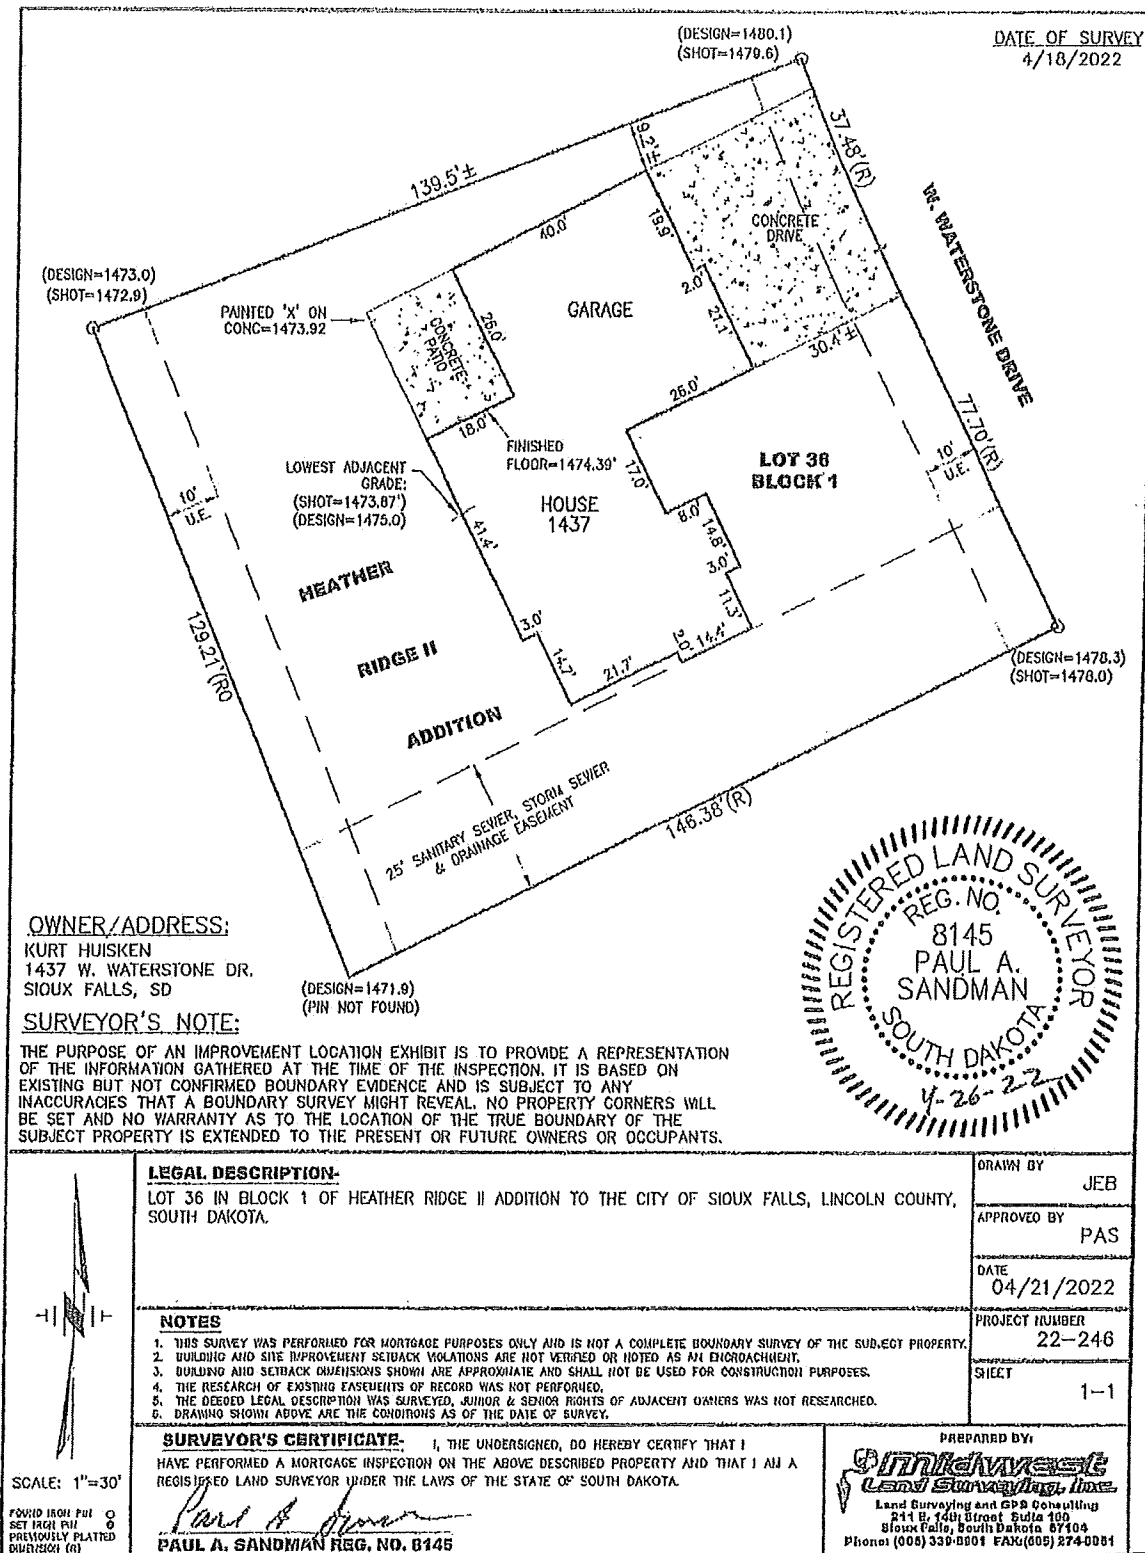 (DESIGN=1480.1)
(SHOT=1479.6)
DATE OF SURVEY
4/18/2022
37.48'(R)
9.2'±
139.5'±
CONCRETE
DRIVE
W. WATERSTONE DRIVE
19.9'
40.0'
(DESIGN=1473.0)
(SHOT=1472.9)
2.0'
PAINTED 'X' ON
CONC=1473.92
GARAGE
21.1'
CONCRETE
PATIO
26.0'
30.4'±
26.0'
77.70'(R)
18.0'
FINISHED
FLOOR=1474.39'
LOT 36
BLOCK 1
10'
U.E.
LOWEST ADJACENT
GRADE:
(SHOT=1473.87')
(DESIGN=1475.0)
17.0'
10'
U.E.
HOUSE
1437
8.0'
14.8'
41.4'
3.0'
HEATHER
11.3'
129.21'(R0
3.0'
2.0'
14.4'
RIDGE II
14.7'
21.7'
(DESIGN=1478.3)
(SHOT=1478.0)
ADDITION
25' SANITARY SEWER, STORM SEWER
& DRAINAGE EASEMENT
146.38'(R)
REGISTERED LAND SURVEYOR
REG. NO.
8145
PAUL A.
SANDMAN
SOUTH DAKOTA
4-26-22
OWNER/ADDRESS:
KURT HUISKEN
1437 W. WATERSTONE DR.
SIOUX FALLS, SD
(DESIGN=1471.9)
(PIN NOT FOUND)
SURVEYOR'S NOTE:
THE PURPOSE OF AN IMPROVEMENT LOCATION EXHIBIT IS TO PROVIDE A REPRESENTATION
OF THE INFORMATION GATHERED AT THE TIME OF THE INSPECTION. IT IS BASED ON
EXISTING BUT NOT CONFIRMED BOUNDARY EVIDENCE AND IS SUBJECT TO ANY
INACCURACIES THAT A BOUNDARY SURVEY MIGHT REVEAL. NO PROPERTY CORNERS WILL
BE SET AND NO WARRANTY AS TO THE LOCATION OF THE TRUE BOUNDARY OF THE
SUBJECT PROPERTY IS EXTENDED TO THE PRESENT OR FUTURE OWNERS OR OCCUPANTS.
LEGAL DESCRIPTION-
LOT 36 IN BLOCK 1 OF HEATHER RIDGE II ADDITION TO THE CITY OF SIOUX FALLS, LINCOLN COUNTY,
SOUTH DAKOTA.
DRAWN BY
JEB
APPROVED BY
PAS
DATE
04/21/2022
PROJECT NUMBER
22-246
SHEET
1-1
NOTES
1. THIS SURVEY WAS PERFORMED FOR MORTGAGE PURPOSES ONLY AND IS NOT A COMPLETE BOUNDARY SURVEY OF THE SUBJECT PROPERTY.
2. BUILDING AND SITE IMPROVEMENT SETBACK VIOLATIONS ARE NOT VERIFIED OR NOTED AS AN ENCROACHMENT.
3. BUILDING AND SETBACK DIMENSIONS SHOWN ARE APPROXIMATE AND SHALL NOT BE USED FOR CONSTRUCTION PURPOSES.
4. THE RESEARCH OF EXISTING EASEMENTS OF RECORD WAS NOT PERFORMED.
5. THE DEEDED LEGAL DESCRIPTION WAS SURVEYED, JUNIOR & SENIOR RIGHTS OF ADJACENT OWNERS WAS NOT RESEARCHED.
6. DRAWING SHOWN ABOVE ARE THE CONDITIONS AS OF THE DATE OF SURVEY.
SURVEYOR'S CERTIFICATE- I, THE UNDERSIGNED, DO HEREBY CERTIFY THAT I
HAVE PERFORMED A MORTGAGE INSPECTION ON THE ABOVE DESCRIBED PROPERTY AND THAT I AM A
REGISTERED LAND SURVEYOR UNDER THE LAWS OF THE STATE OF SOUTH DAKOTA.
PAUL A. SANDMAN REG. NO. 8145
SCALE: 1"=30'
FOUND IRON PIN O
SET IRON PIN
PREVIOUSLY PLATTED
DIMENSION (R)
PREPARED BY:
Midwest
Land Surveying, Inc.
Land Surveying and GPS Consulting
211 E. 14th Street Suite 100
Sioux Falls, South Dakota 57104
Phone: (605) 339-8901 FAX:(605) 274-8951